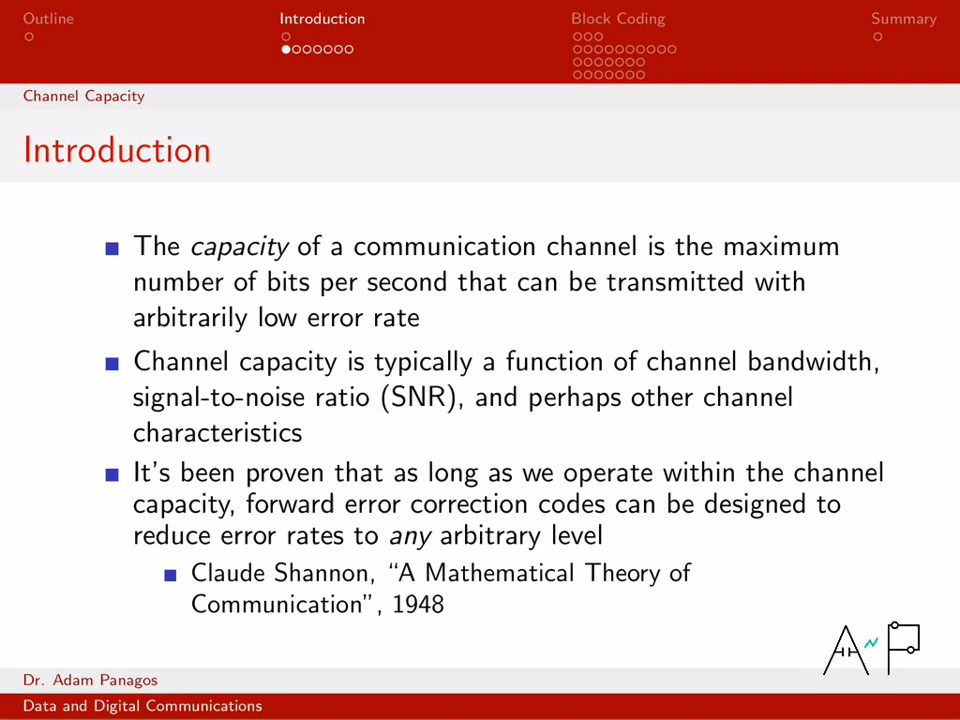 Outline
Introduction
Block Coding
Summary
Channel Capacity
Introduction
The capacity of a communication channel is the maximum
number of bits per second that can be transmitted with
arbitrarily low error rate
Channel capacity is typically a function of channel bandwidth,
signal-to-noise ratio (SNR), and perhaps other channel
characteristics
It's been proven that as long as we operate within the channel
capacity, forward error correction codes can be designed to
reduce error rates to any arbitrary level
Claude Shannon, “A Mathematical Theory of
Communication”, 1948
A P
Dr. Adam Panagos
Data and Digital Communications